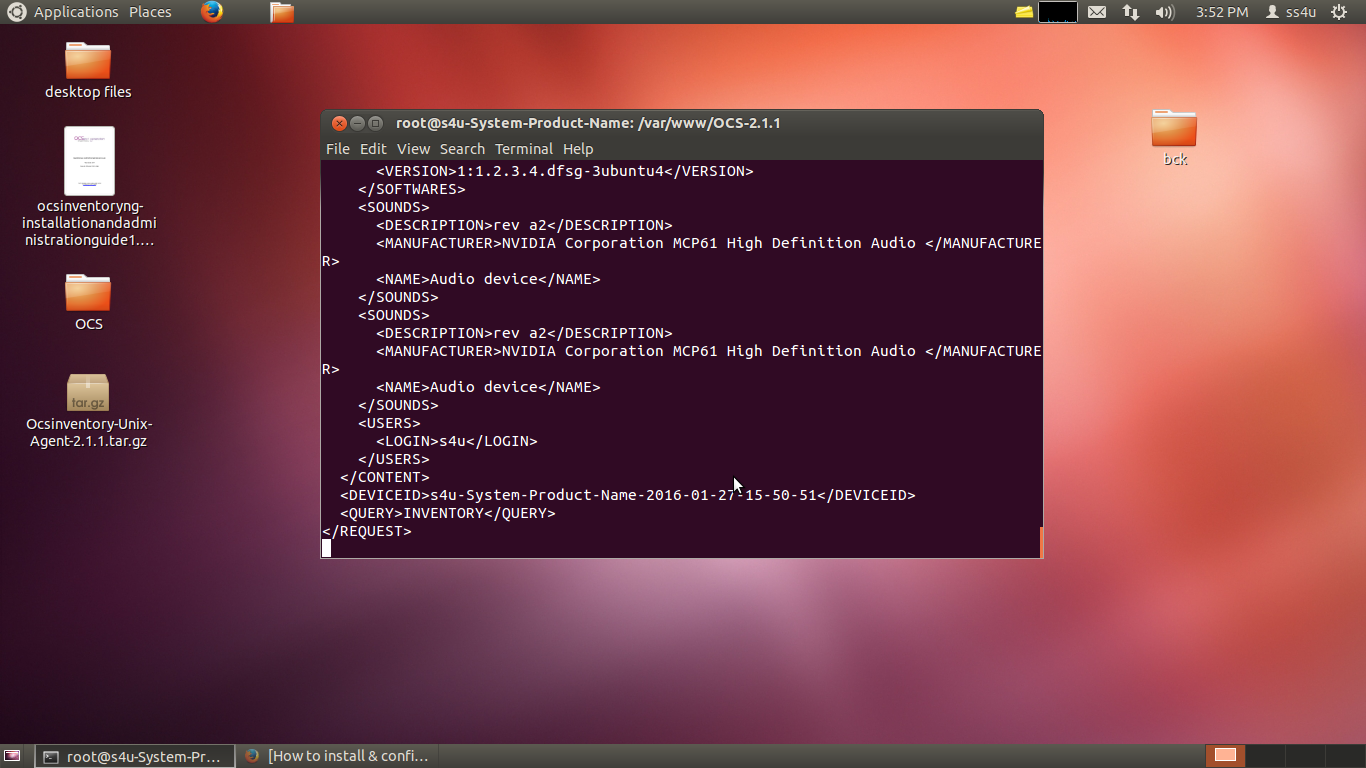 Applications Places
3:52 PM ss4u
desktop files
ocsinventoryng-
installationandadmi
nistrationguide1....
OCS
tar.gz
Ocsinventory-Unix-
Agent-2.1.1.tar.gz
bck
root@s4u-System-Product-Name: /var/www/OCS-2.1.1
File Edit View Search Terminal Help
      <VERSION>1:1.2.3.4.dfsg-3ubuntu4</VERSION>
    </SOFTWARES>
    <SOUNDS>
      <DESCRIPTION>rev a2</DESCRIPTION>
      <MANUFACTURER>NVIDIA Corporation MCP61 High Definition Audio </MANUFACTURE
R>
      <NAME>Audio device</NAME>
    </SOUNDS>
    <SOUNDS>
      <DESCRIPTION>rev a2</DESCRIPTION>
      <MANUFACTURER>NVIDIA Corporation MCP61 High Definition Audio </MANUFACTURE
R>
      <NAME>Audio device</NAME>
    </SOUNDS>
    <USERS>
      <LOGIN>s4u</LOGIN>
    </USERS>
  </CONTENT>
  <DEVICEID>s4u-System-Product-Name-2016-01-27-15-50-51</DEVICEID>
  <QUERY>INVENTORY</QUERY>
</REQUEST>
root@s4u-System-Pr... [How to install & confi...